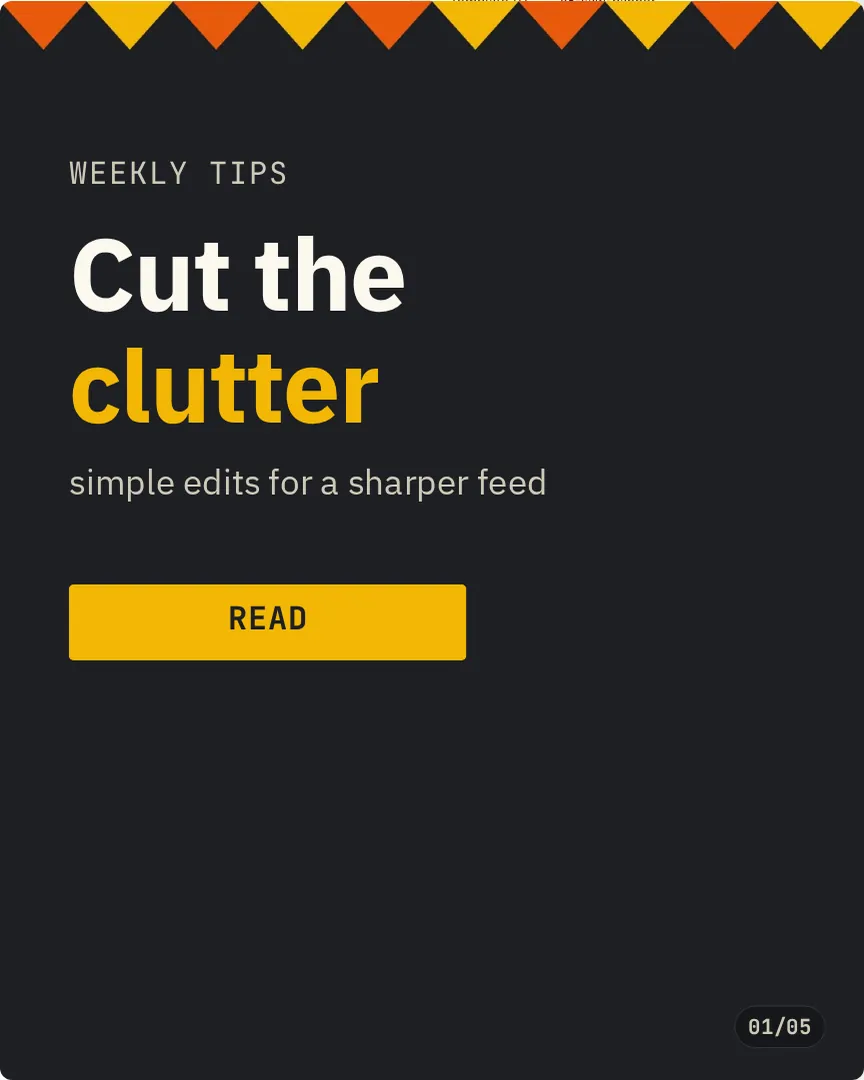 WEEKLY TIPS
Cut the
clutter
simple edits for a sharper feed
READ
01/05